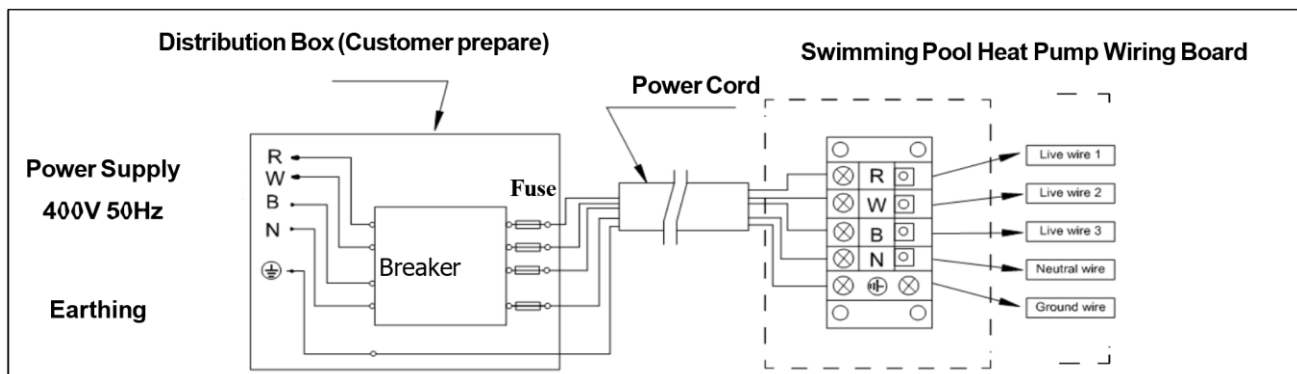 Distribution Box (Customer prepare)
Swimming Pool Heat Pump Wiring Board
Power Cord
Power Supply
400V 50Hz
Earthing
R
W
B
N
Fuse
Breaker
R
W
B
N
Live wire 1
Live wire 2
Live wire 3
Neutral wire
Ground wire